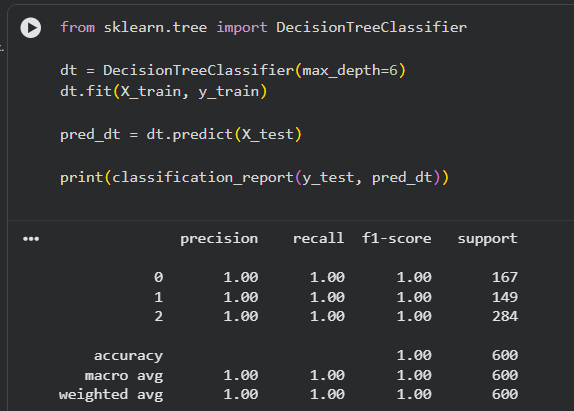 from sklearn.tree import DecisionTreeClassifier
dt = DecisionTreeClassifier(max_depth=6)
dt.fit(X_train, y_train)
pred_dt = dt.predict(X_test)
print(classification_report(y_test, pred_dt))
precision recall f1-score support
0 1.00 1.00 1.00 167
1 1.00 1.00 1.00 149
2 1.00 1.00 1.00 284
accuracy 1.00 600
macro avg 1.00 1.00 1.00 600
weighted avg 1.00 1.00 1.00 600